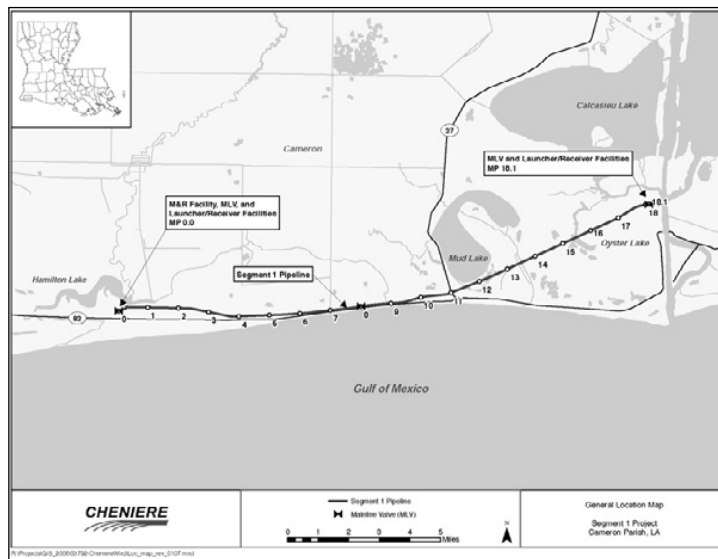 Calcasieu Lake
27
Cameron
MLV and Launcher/Receiver Facilities
MP 18.1
M&R Facility, MLV, and
Launcher/Receiver Facilities
MP 0.0
18.1
18
17
16
Oyster Lake
15
Mud Lake
14
13
Hamilton Lake
Segment 1 Pipeline
12
11
10
9
8
7
6
5
4
3
2
1
0
82
Gulf of Mexico
CHENIERE
Segment 1 Pipeline
Mainline Valve (MLV)
0 1 2 3 4 5
Miles
N
General Location Map
Segment 1 Project
Cameron Parish, LA